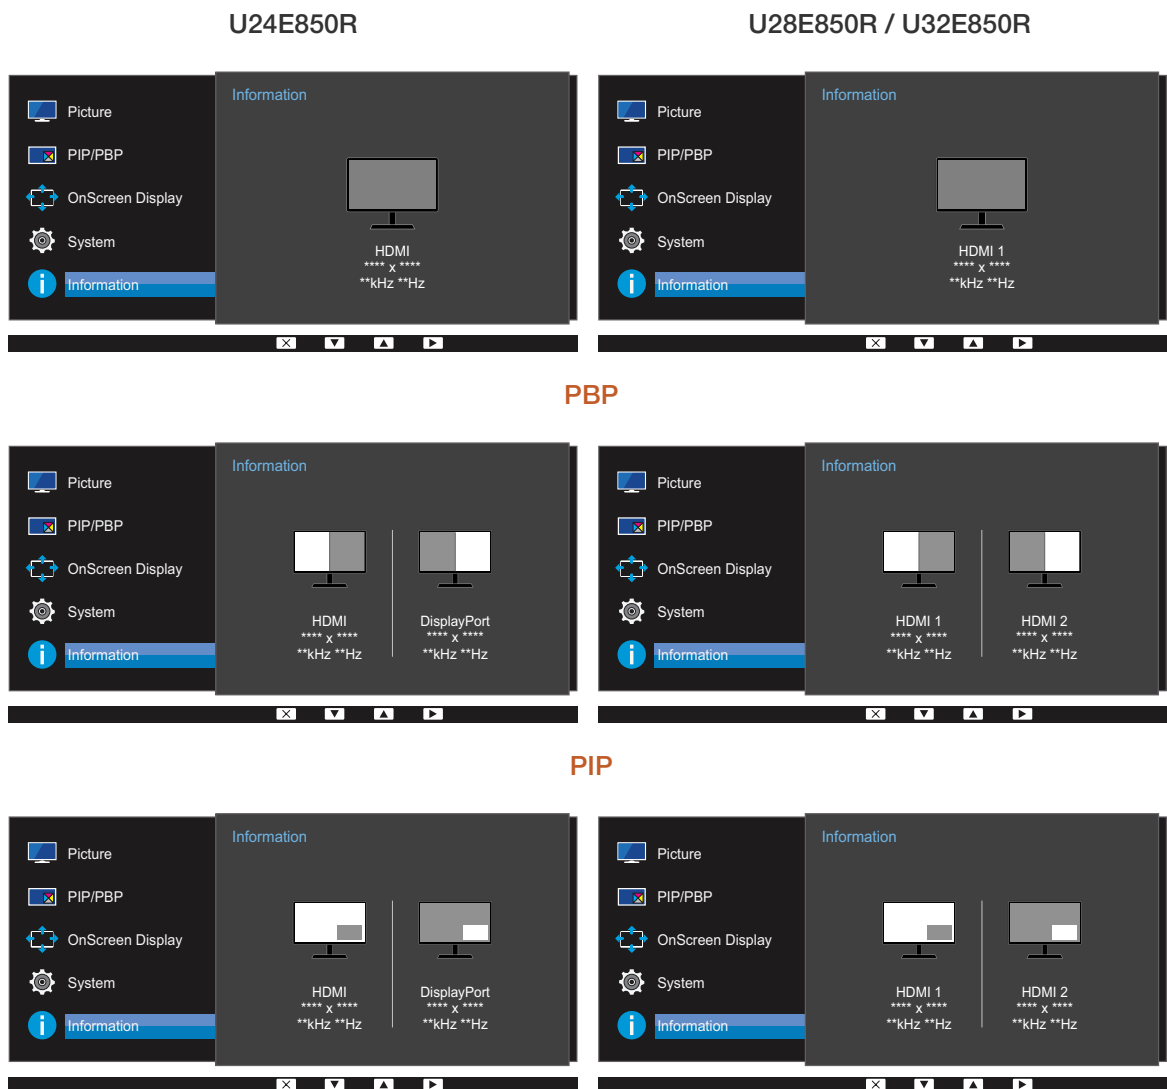 U24E850R
U28E850R / U32E850R
Picture
PIP/PBP
OnScreen Display
System
Information
Information
HDMI
**** x ****
**kHz **Hz
Picture
PIP/PBP
OnScreen Display
System
Information
Information
HDMI 1
**** x ****
**kHz **Hz
PBP
Picture
PIP/PBP
OnScreen Display
System
Information
Information
HDMI
**** x ****
**kHz **Hz
DisplayPort
**** x ****
**kHz **Hz
Picture
PIP/PBP
OnScreen Display
System
Information
Information
HDMI 1
**** x ****
**kHz **Hz
HDMI 2
**** x ****
**kHz **Hz
PIP
Picture
PIP/PBP
OnScreen Display
System
Information
Information
HDMI
**** x ****
**kHz **Hz
DisplayPort
**** x ****
**kHz **Hz
Picture
PIP/PBP
OnScreen Display
System
Information
Information
HDMI 1
**** x ****
**kHz **Hz
HDMI 2
**** x ****
**kHz **Hz